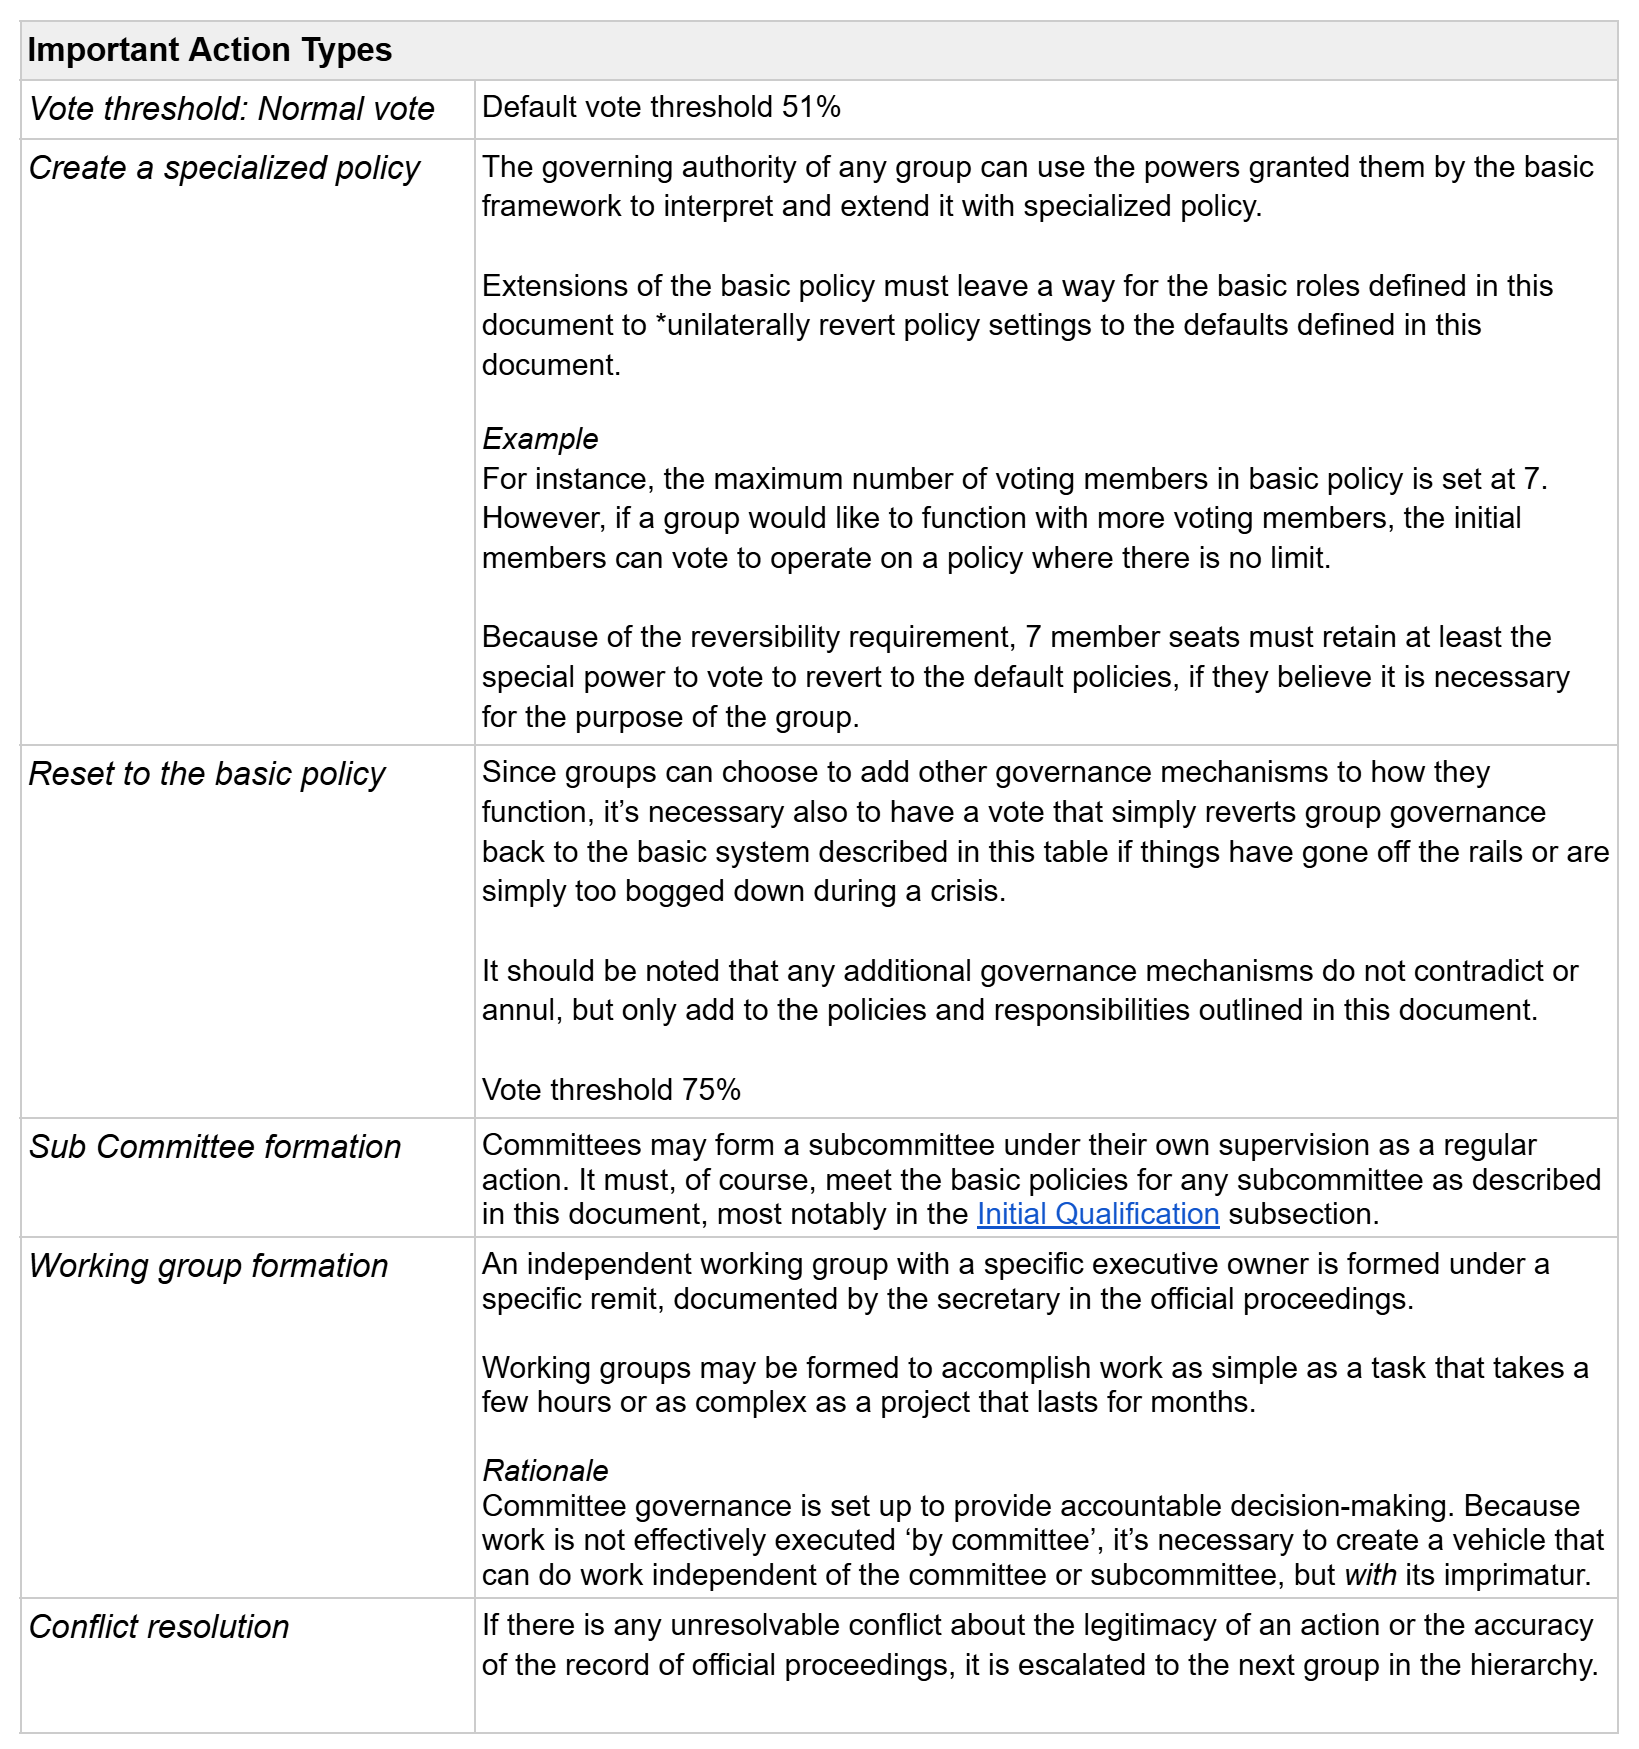 Important Action Types
Vote threshold: Normal vote
Default vote threshold 51%
Create a specialized policy
The governing authority of any group can use the powers granted them by the basic
framework to interpret and extend it with specialized policy.
Extensions of the basic policy must leave a way for the basic roles defined in this
document to *unilaterally revert policy settings to the defaults defined in this
document.
Example
For instance, the maximum number of voting members in basic policy is set at 7.
However, if a group would like to function with more voting members, the initial
members can vote to operate on a policy where there is no limit.
Because of the reversibility requirement, 7 member seats must retain at least the
special power to vote to revert to the default policies, if they believe it is necessary
for the purpose of the group.
Reset to the basic policy
Since groups can choose to add other governance mechanisms to how they
function, it’s necessary also to have a vote that simply reverts group governance
back to the basic system described in this table if things have gone off the rails or are
simply too bogged down during a crisis.
It should be noted that any additional governance mechanisms do not contradict or
annul, but only add to the policies and responsibilities outlined in this document.
Vote threshold 75%
Sub Committee formation
Committees may form a subcommittee under their own supervision as a regular
action. It must, of course, meet the basic policies for any subcommittee as described
in this document, most notably in the Initial Qualification subsection.
Working group formation
An independent working group with a specific executive owner is formed under a
specific remit, documented by the secretary in the official proceedings.
Working groups may be formed to accomplish work as simple as a task that takes a
few hours or as complex as a project that lasts for months.
Rationale
Committee governance is set up to provide accountable decision-making. Because
work is not effectively executed ‘by committee’, it’s necessary to create a vehicle that
can do work independent of the committee or subcommittee, but with its imprimatur.
Conflict resolution
If there is any unresolvable conflict about the legitimacy of an action or the accuracy
of the record of official proceedings, it is escalated to the next group in the hierarchy.